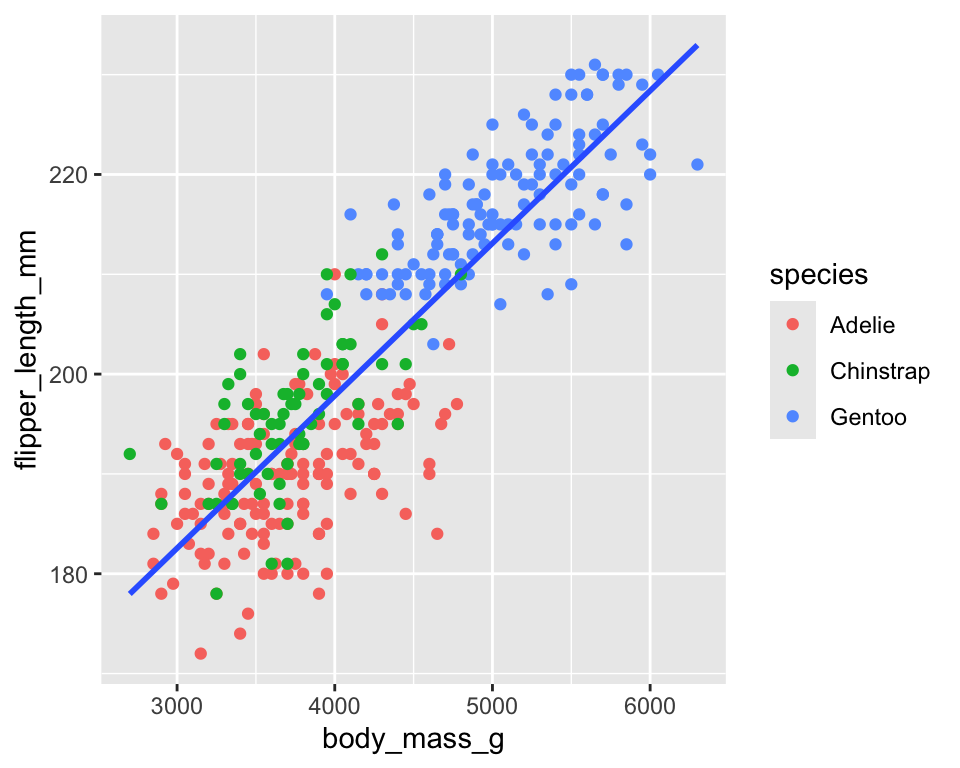 flipper_length_mm
220
200
180
3000 4000 5000 6000
body_mass_g
species
Adelie
Chinstrap
Gentoo